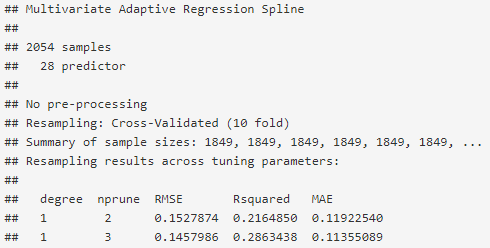 ## Multivariate Adaptive Regression Spline
##
## 2054 samples
##   28 predictor
##
## No pre-processing
## Resampling: Cross-Validated (10 fold)
## Summary of sample sizes: 1849, 1849, 1849, 1849, 1849, 1849, ...
## Resampling results across tuning parameters:
##
##   degree  nprune  RMSE       Rsquared   MAE
##   1        2      0.1527874  0.2164850  0.11922540
##   1        3      0.1457986  0.2863438  0.11355089